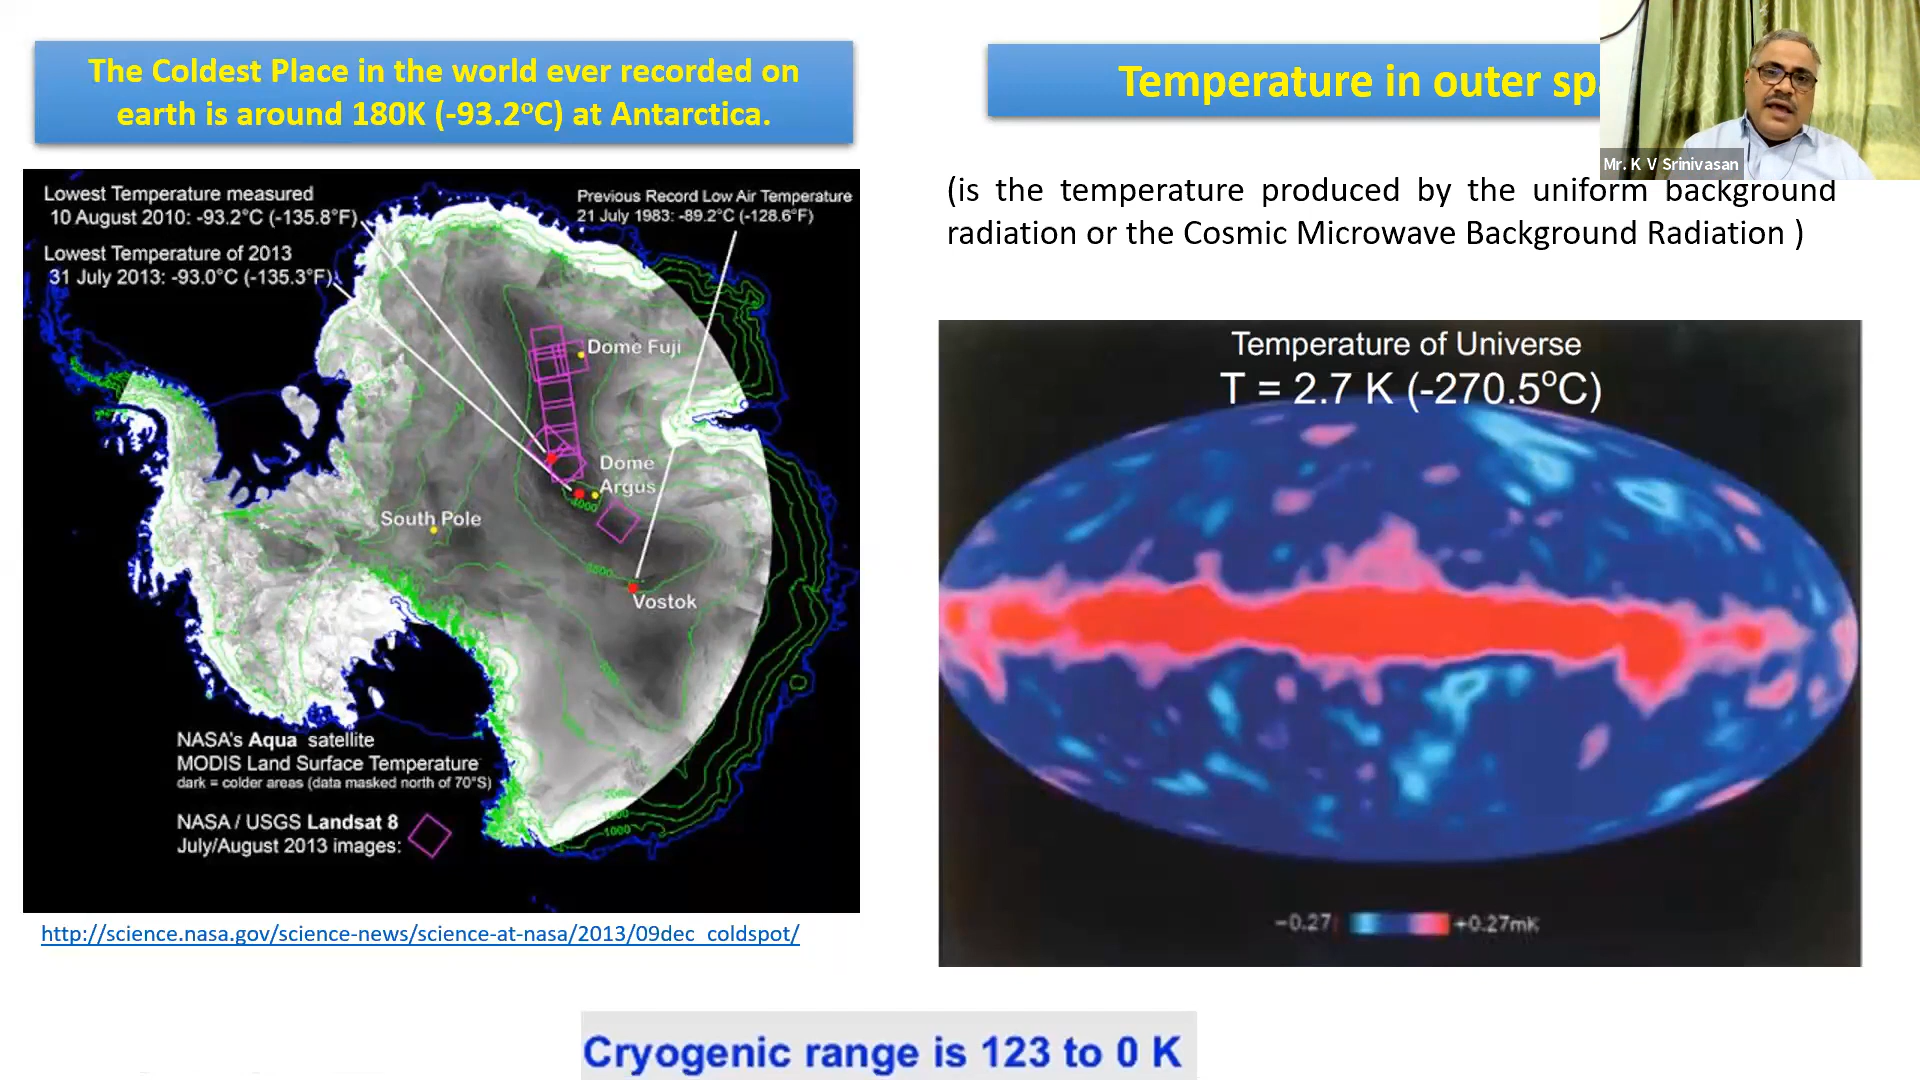 The Coldest Place in the world ever recorded on
earth is around 180K (-93.2°C) at Antarctica.
Lowest Temperature measured
10 August 2010: -93.2°C (-135.8°F)
Lowest Temperature of 2013
31 July 2013: -93.0°C (-135.3°F)
Previous Record Low Air Temperature
21 July 1983: -89.2°C (-128.6°F)
Dome Fuji
Dome
Argus
4000
South Pole
3500
Vostok
NASA's Aqua satellite
MODIS Land Surface Temperature
dark = colder areas (data masked north of 70°S)
NASA / USGS Landsat 8
July/August 2013 images:
1000
http://science.nasa.gov/science-news/science-at-nasa/2013/09dec_coldspot/
Temperature in outer
Mr. K V Srinivasan
(is the temperature produced by the uniform background
radiation or the Cosmic Microwave Background Radiation )
Temperature of Universe
T = 2.7 K (-270.5°C)
-0.27
+0.27mK
Cryogenic range is 123 to 0 K